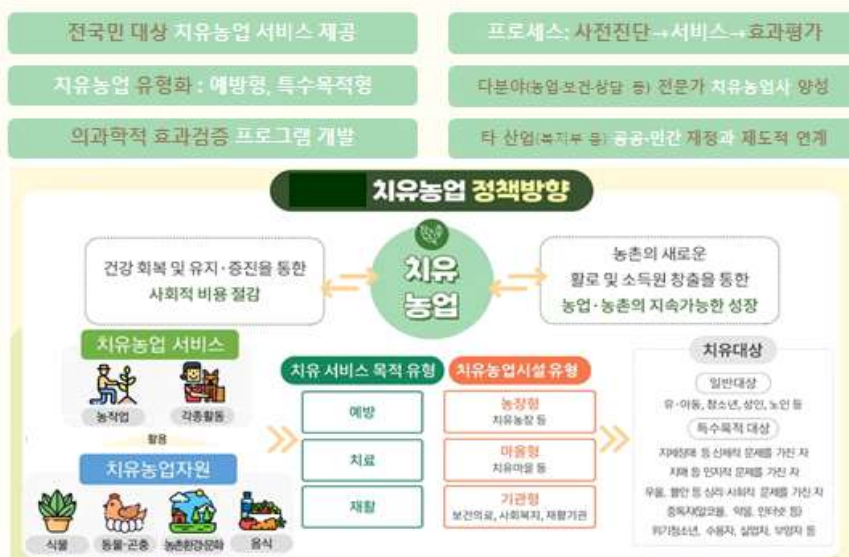 전국민 대상 치유농업 서비스 제공
프로세스: 사전진단→서비스→효과평가
치유농업 유형화 : 예방형, 특수목적형
다분야(농업·보건·상담 등) 전문가 치유농업사 양성
의과학적 효과검증 프로그램 개발
타 산업(복지부 등) 공공·민간 재정과 제도적 연계
치유농업 정책방향
건강 회복 및 유지·증진을 통한
사회적 비용 절감
치유
농업
농촌의 새로운
활로 및 소득원 창출을 통한
농업·농촌의 지속가능한 성장
치유농업 서비스
농작업
각종활동
활용
치유농업자원
식물
동물·곤충
농촌환경·문화
음식
치유 서비스 목적 유형
예방
치료
재활
치유농업시설 유형
농장형
치유농장 등
마을형
치유마을 등
기관형
보건의료, 사회복지, 재활기관
치유대상
일반대상
유·아동, 청소년, 성인, 노인 등
특수목적 대상
지체장애 등 신체적 문제를 가진 자
치매 등 인지적 문제를 가진 자
우울, 불안 등 심리·사회적 문제를 가진 자
중독자(알코올, 약물, 인터넷 등)
위기청소년, 수용자, 실업자, 부양자 등